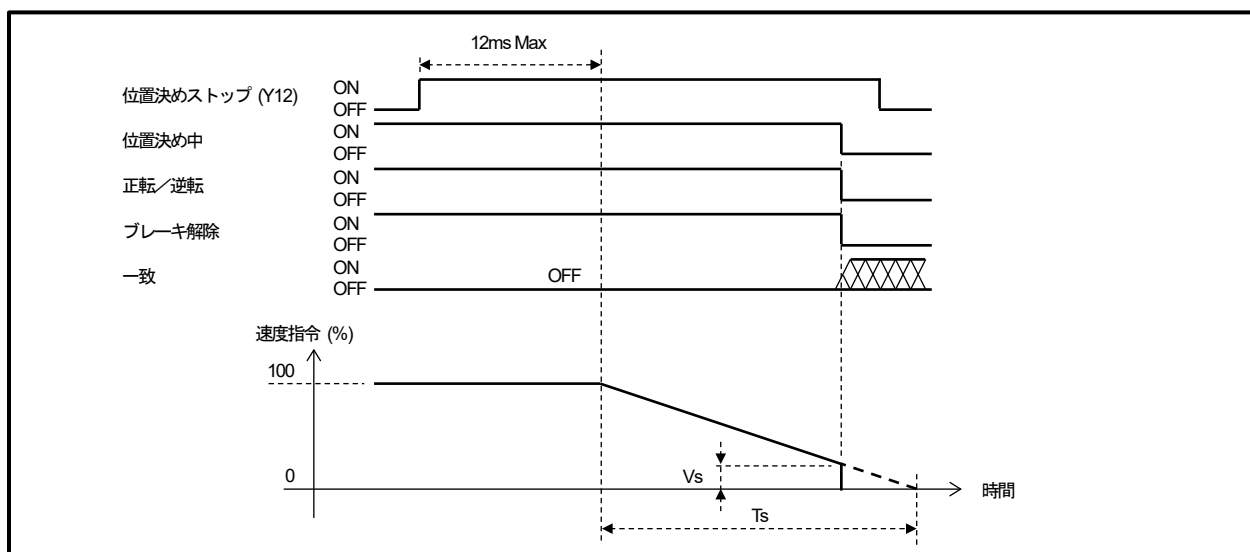 12ms Max
位置決めストップ (Y12) ON
OFF
位置決め中 ON
OFF
正転／逆転 ON
OFF
ブレーキ解除 ON
OFF
一致 ON
OFF OFF
速度指令 (%)
100
Vs
0
時間
Ts